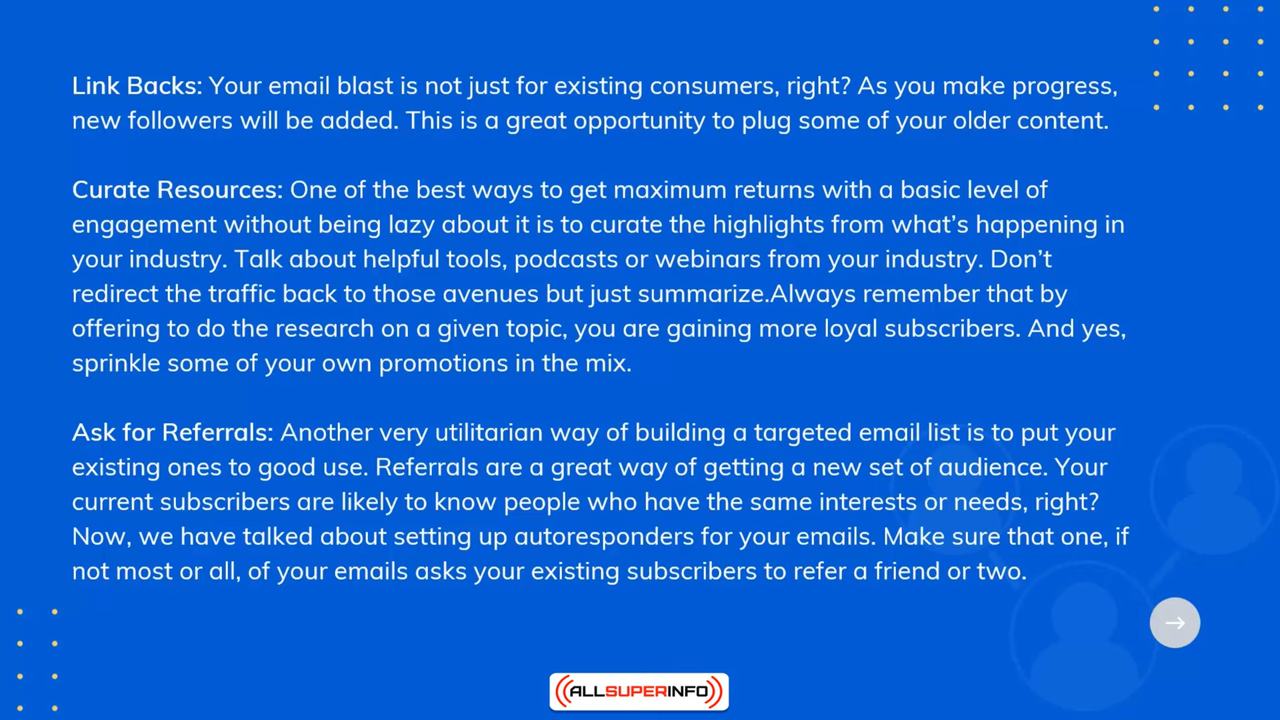 Link Backs: Your email blast is not just for existing consumers, right? As you make progress,
new followers will be added. This is a great opportunity to plug some of your older content.
Curate Resources: One of the best ways to get maximum returns with a basic level of
engagement without being lazy about it is to curate the highlights from what’s happening in
your industry. Talk about helpful tools, podcasts or webinars from your industry. Don’t
redirect the traffic back to those avenues but just summarize.Always remember that by
offering to do the research on a given topic, you are gaining more loyal subscribers. And yes,
sprinkle some of your own promotions in the mix.
Ask for Referrals: Another very utilitarian way of building a targeted email list is to put your
existing ones to good use. Referrals are a great way of getting a new set of audience. Your
current subscribers are likely to know people who have the same interests or needs, right?
Now, we have talked about setting up autoresponders for your emails. Make sure that one, if
not most or all, of your emails asks your existing subscribers to refer a friend or two.
ALLSUPERINFO